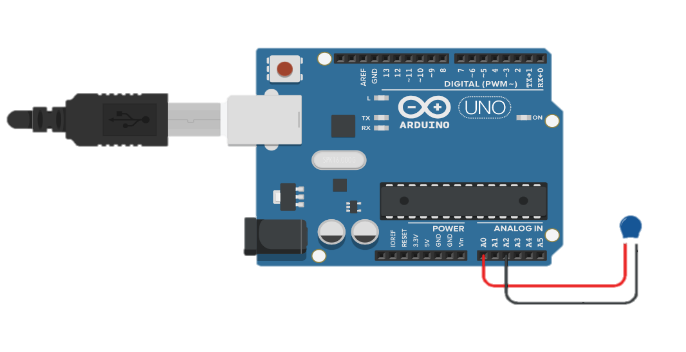 AREF
GND
13
12
~11
~10
~9
8
7
~6
~5
4
~3
2
TX→1
RX←0
DIGITAL (PWM~)
L
TX
RX
ARDUINO
UNO
ON
POWER
ANALOG IN
IOREF
RESET
3.3V
5V
GND
GND
Vin
A0
A1
A2
A3
A4
A5